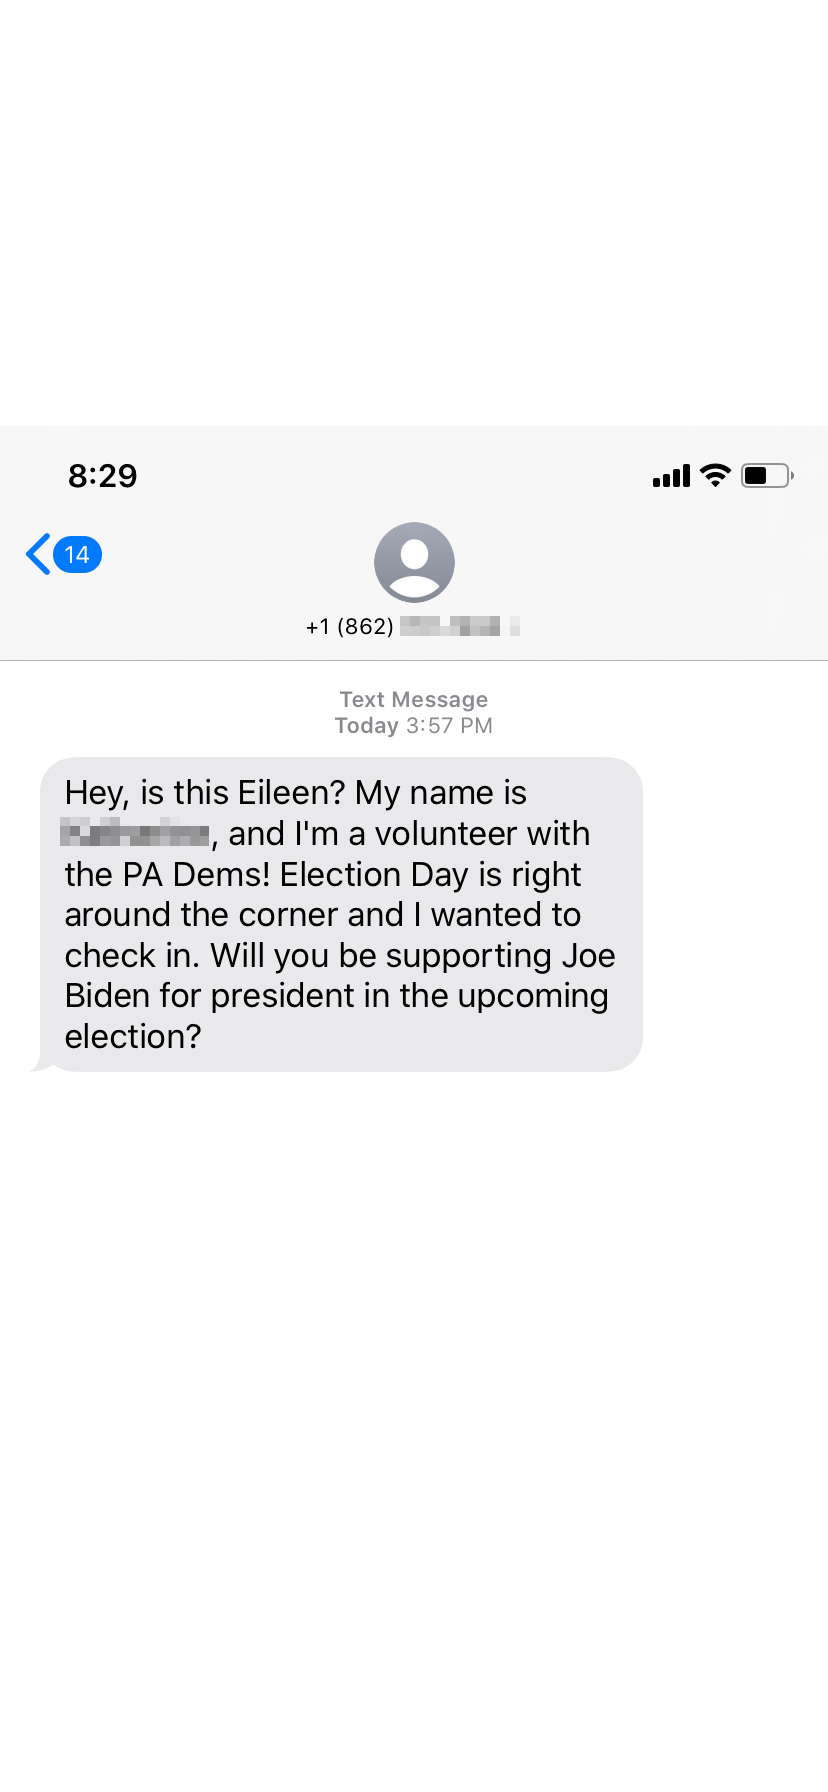 8:29
14
+1 (862)
Text Message
Today 3:57 PM
Hey, is this Eileen? My name is
, and I'm a volunteer with
the PA Dems! Election Day is right
around the corner and I wanted to
check in. Will you be supporting Joe
Biden for president in the upcoming
election?